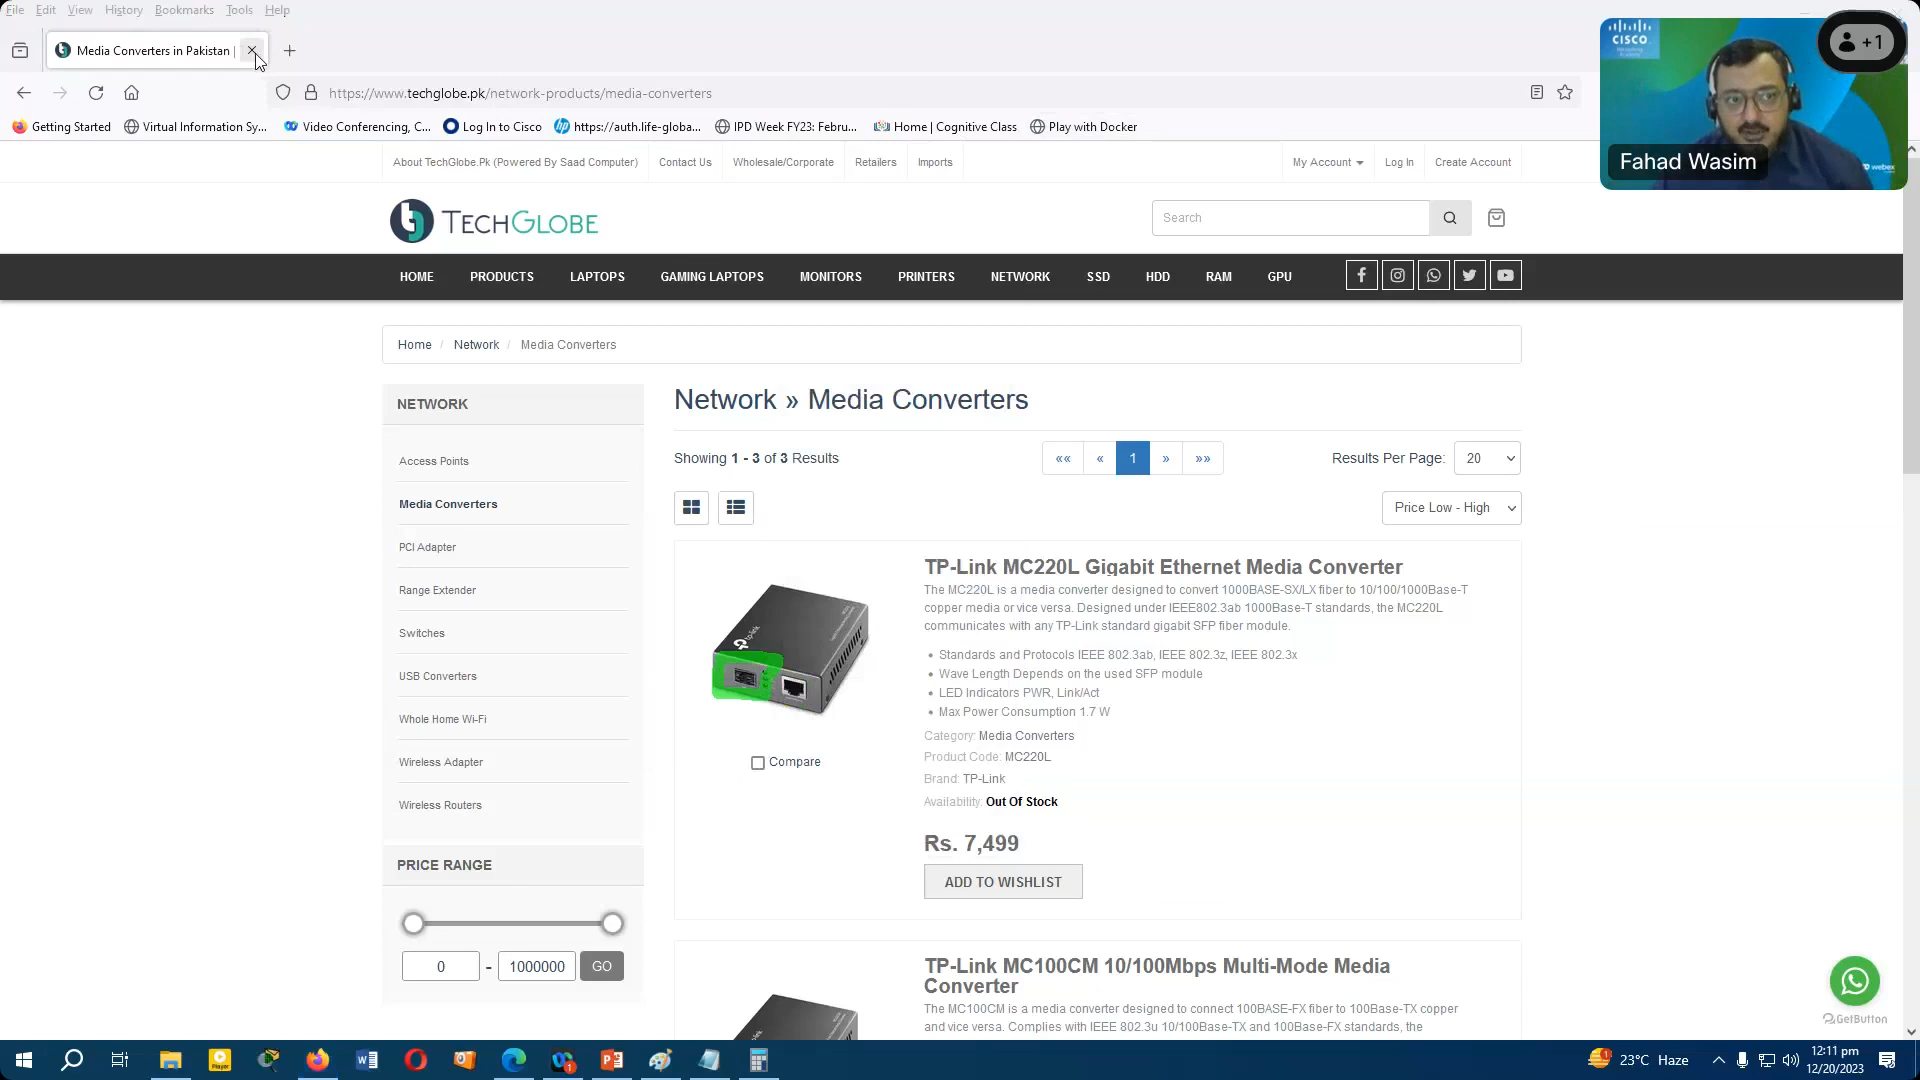 File Edit View History Bookmarks Tools Help
Media Converters in Pakistan |
https://www.techglobe.pk/network-products/media-converters
Getting Started Virtual Information Sy... Video Conferencing, C... Log In to Cisco https://auth.life-globa... IPD Week FY23: Febru... Home | Cognitive Class Play with Docker
CISCO
+1
Fahad Wasim
webex
About TechGlobe.Pk (Powered By Saad Computer) Contact Us Wholesale/Corporate Retailers Imports My Account Log In Create Account
TECHGLOBE
Search
HOME PRODUCTS LAPTOPS GAMING LAPTOPS MONITORS PRINTERS NETWORK SSD HDD RAM GPU
Home / Network / Media Converters
NETWORK
Access Points
Media Converters
PCI Adapter
Range Extender
Switches
USB Converters
Whole Home Wi-Fi
Wireless Adapter
Wireless Routers
PRICE RANGE
0 - 1000000 GO
Network » Media Converters
Showing 1 - 3 of 3 Results «« « 1 » »» Results Per Page: 20
Price Low - High
tp-link
Compare
TP-Link MC220L Gigabit Ethernet Media Converter
The MC220L is a media converter designed to convert 1000BASE-SX/LX fiber to 10/100/1000Base-T
copper media or vice versa. Designed under IEEE802.3ab 1000Base-T standards, the MC220L
communicates with any TP-Link standard gigabit SFP fiber module.
• Standards and Protocols IEEE 802.3ab, IEEE 802.3z, IEEE 802.3x
• Wave Length Depends on the used SFP module
• LED Indicators PWR, Link/Act
• Max Power Consumption 1.7 W
Category: Media Converters
Product Code: MC220L
Brand: TP-Link
Availability: Out Of Stock
Rs. 7,499
ADD TO WISHLIST
TP-Link MC100CM 10/100Mbps Multi-Mode Media
Converter
The MC100CM is a media converter designed to connect 100BASE-FX fiber to 100Base-TX copper
and vice versa. Complies with IEEE 802.3u 10/100Base-TX and 100Base-FX standards, the
GetButton
23°C Haze
12:11 pm
12/20/2023